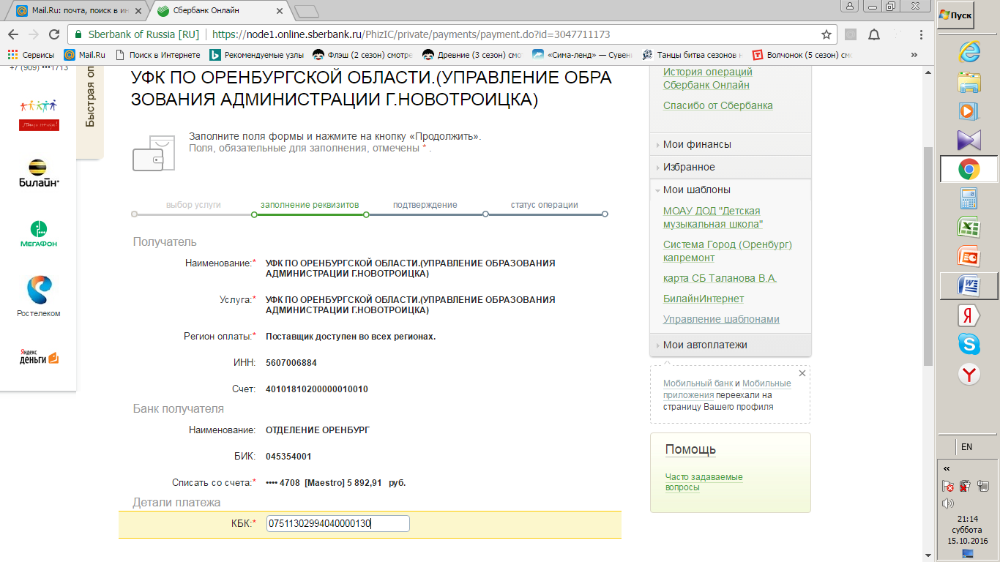 Mail.Ru: почта, поиск в ин
Сбербанк Онлайн
Пуск
Sberbank of Russia [RU]
https://node1.online.sberbank.ru/PhizIC/private/payments/payment.do?id=3047711173
Сервисы
Mail.Ru
Поиск в Интернете
Рекомендуемые узлы
Флэш (2 сезон) смотре
Древние (3 сезон) смо
«Сима-ленд» — Сувен
Танцы битва сезонов
Волчонок (5 сезон) смо
»
+7 (909) •••1713
Быстрая оп
¡Танцуй сейчас!
Билайн
МЕГАФОН
Ростелеком
Яндекс
деньги
УФК ПО ОРЕНБУРГСКОЙ ОБЛАСТИ.(УПРАВЛЕНИЕ ОБРА
ЗОВАНИЯ АДМИНИСТРАЦИИ Г.НОВОТРОИЦКА)
Заполните поля формы и нажмите на кнопку «Продолжить».
Поля, обязательные для заполнения, отмечены * .
выбор услуги
заполнение реквизитов
подтверждение
статус операции
Получатель
Наименование:* УФК ПО ОРЕНБУРГСКОЙ ОБЛАСТИ.(УПРАВЛЕНИЕ ОБРАЗОВАНИЯ
АДМИНИСТРАЦИИ Г.НОВОТРОИЦКА)
Услуга:* УФК ПО ОРЕНБУРГСКОЙ ОБЛАСТИ.(УПРАВЛЕНИЕ ОБРАЗОВАНИЯ
АДМИНИСТРАЦИИ Г.НОВОТРОИЦКА)
Регион оплаты:* Поставщик доступен во всех регионах.
ИНН: 5607006884
Счет: 40101810200000010010
Банк получателя
Наименование: ОТДЕЛЕНИЕ ОРЕНБУРГ
БИК: 045354001
Списать со счета:* •••• 4708 [Maestro] 5 892,91 руб.
Детали платежа
КБК:* 07511302994040000130
История операций
Сбербанк Онлайн
Спасибо от Сбербанка
Мои финансы
Избранное
Мои шаблоны
МОАУ ДОД "Детская
музыкальная школа"
Система Город (Оренбург)
капремонт
карта СБ Таланова В.А.
БилайнИнтернет
Управление шаблонами
Мои автоплатежи
Мобильный банк и Мобильные
приложения переехали на
страницу Вашего профиля
Помощь
Часто задаваемые
вопросы
EN
«
21:14
суббота
15.10.2016